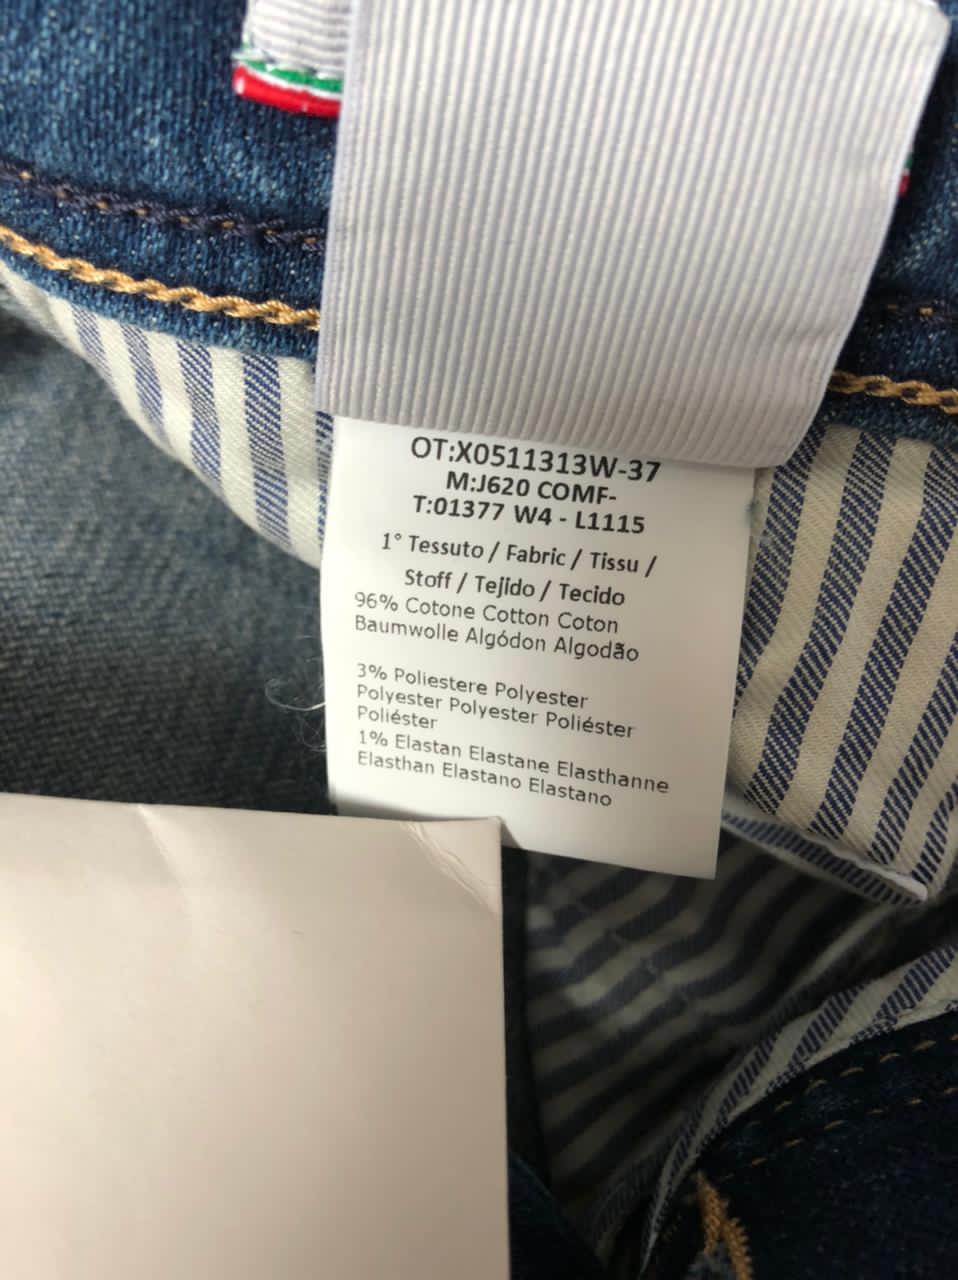 OT:X0511313W-37
M:J620 COMF-
T:01377 W4 - L1115
1° Tessuto / Fabric / Tissu /
Stoff / Tejido / Tecido
96% Cotone Cotton Coton
Baumwolle Algódon Algodão
3% Poliestere Polyester
Polyester Polyester Poliéster
Poliéster
1% Elastan Elastane Elasthanne
Elasthan Elastano Elastano